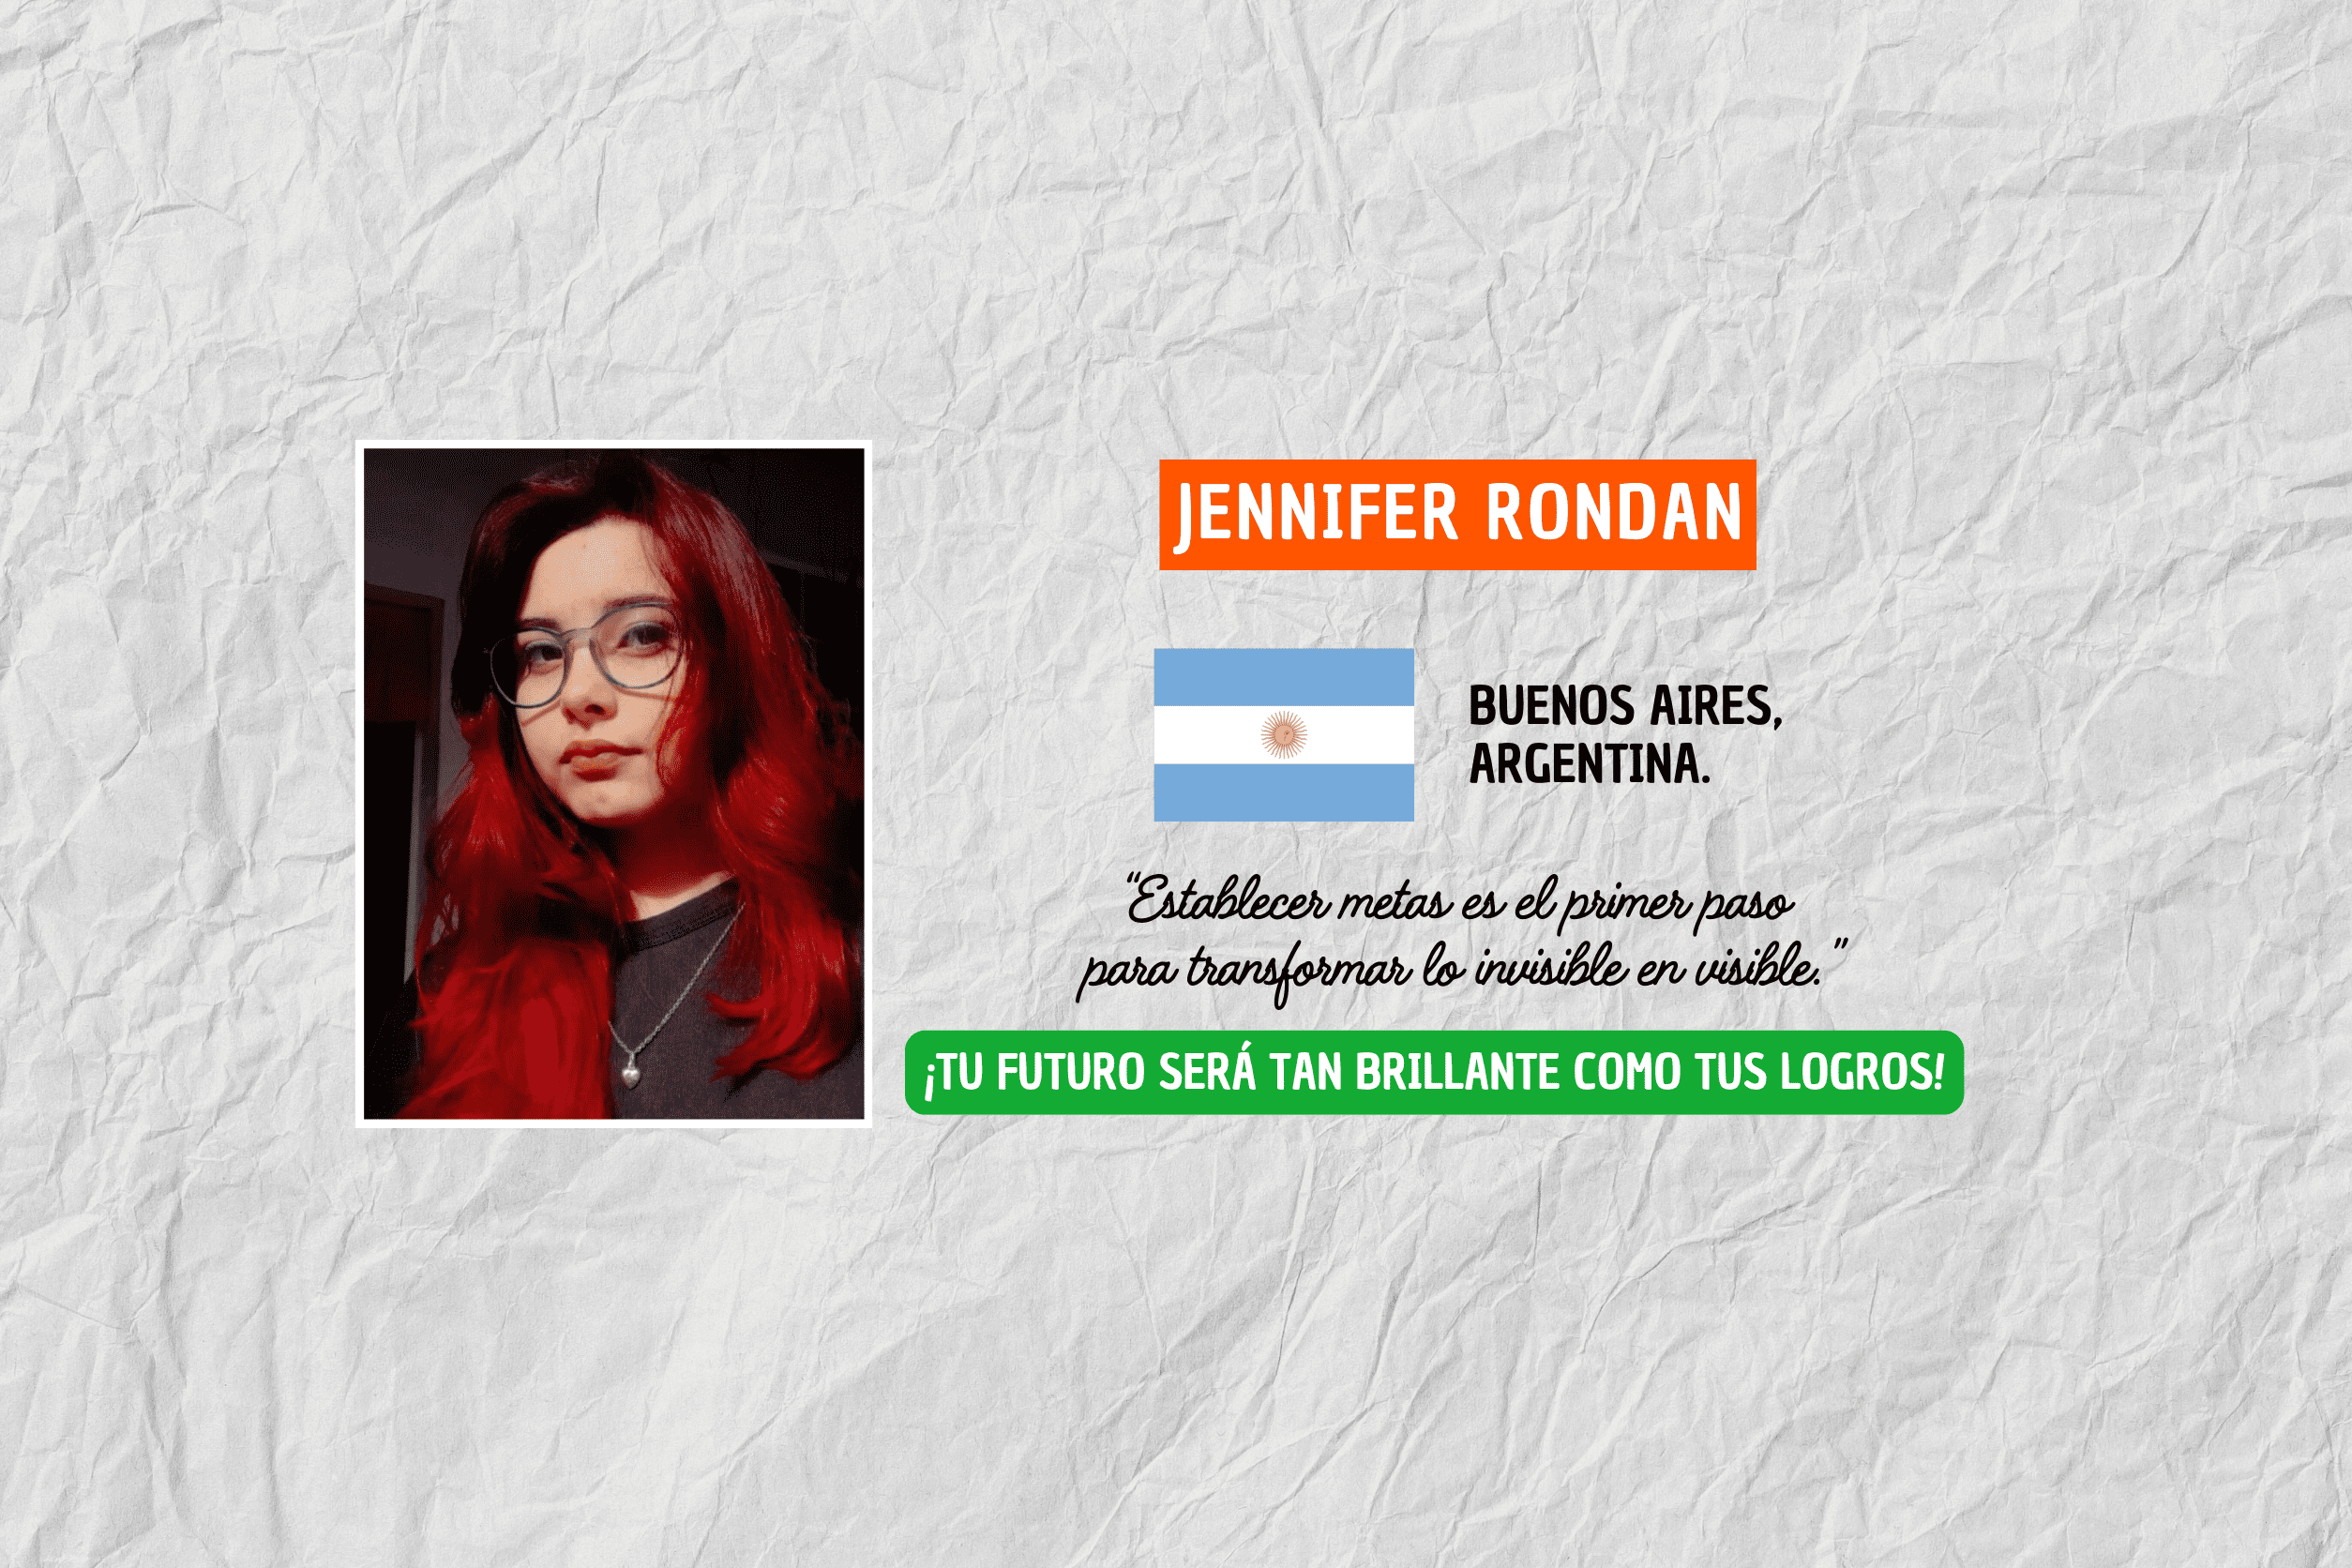 JENNIFER RONDAN
BUENOS AIRES,
ARGENTINA.
“Establecer metas es el primer paso
para transformar lo invisible en visible.”
¡TU FUTURO SERÁ TAN BRILLANTE COMO TUS LOGROS!